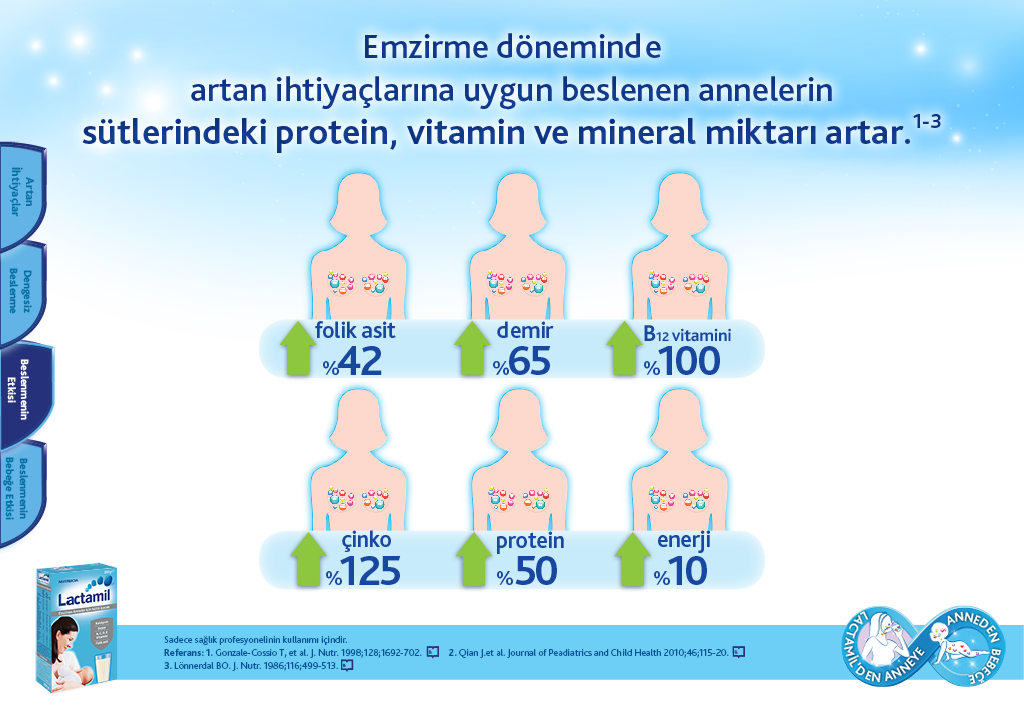 Emzirme döneminde
artan ihtiyaçlarına uygun beslenen annelerin
sütlerindeki protein, vitamin ve mineral miktarı artar.1-3
Artan
İhtiyaçlar
Dengesiz
Beslenme
Beslenmenin
Etkisi
Beslenmenin
Bebeğe Etkisi
folik asit
%42
demir
%65
B12 vitamini
%100
çinko
%125
protein
%50
enerji
%10
NUTRICIA
Lactamil
Sadece sağlık profesyonelinin kullanımı içindir.
Referans: 1. Gonzale-Cossio T, et al. J. Nutr. 1998;128;1692-702. 2. Qian J.et al. Journal of Peadiatrics and Child Health 2010;46;115-20.
3. Lönnerdal BO. J. Nutr. 1986;116;499-513.
LACTAMİL'DEN ANNEYE
ANNEDEN BEBEĞE